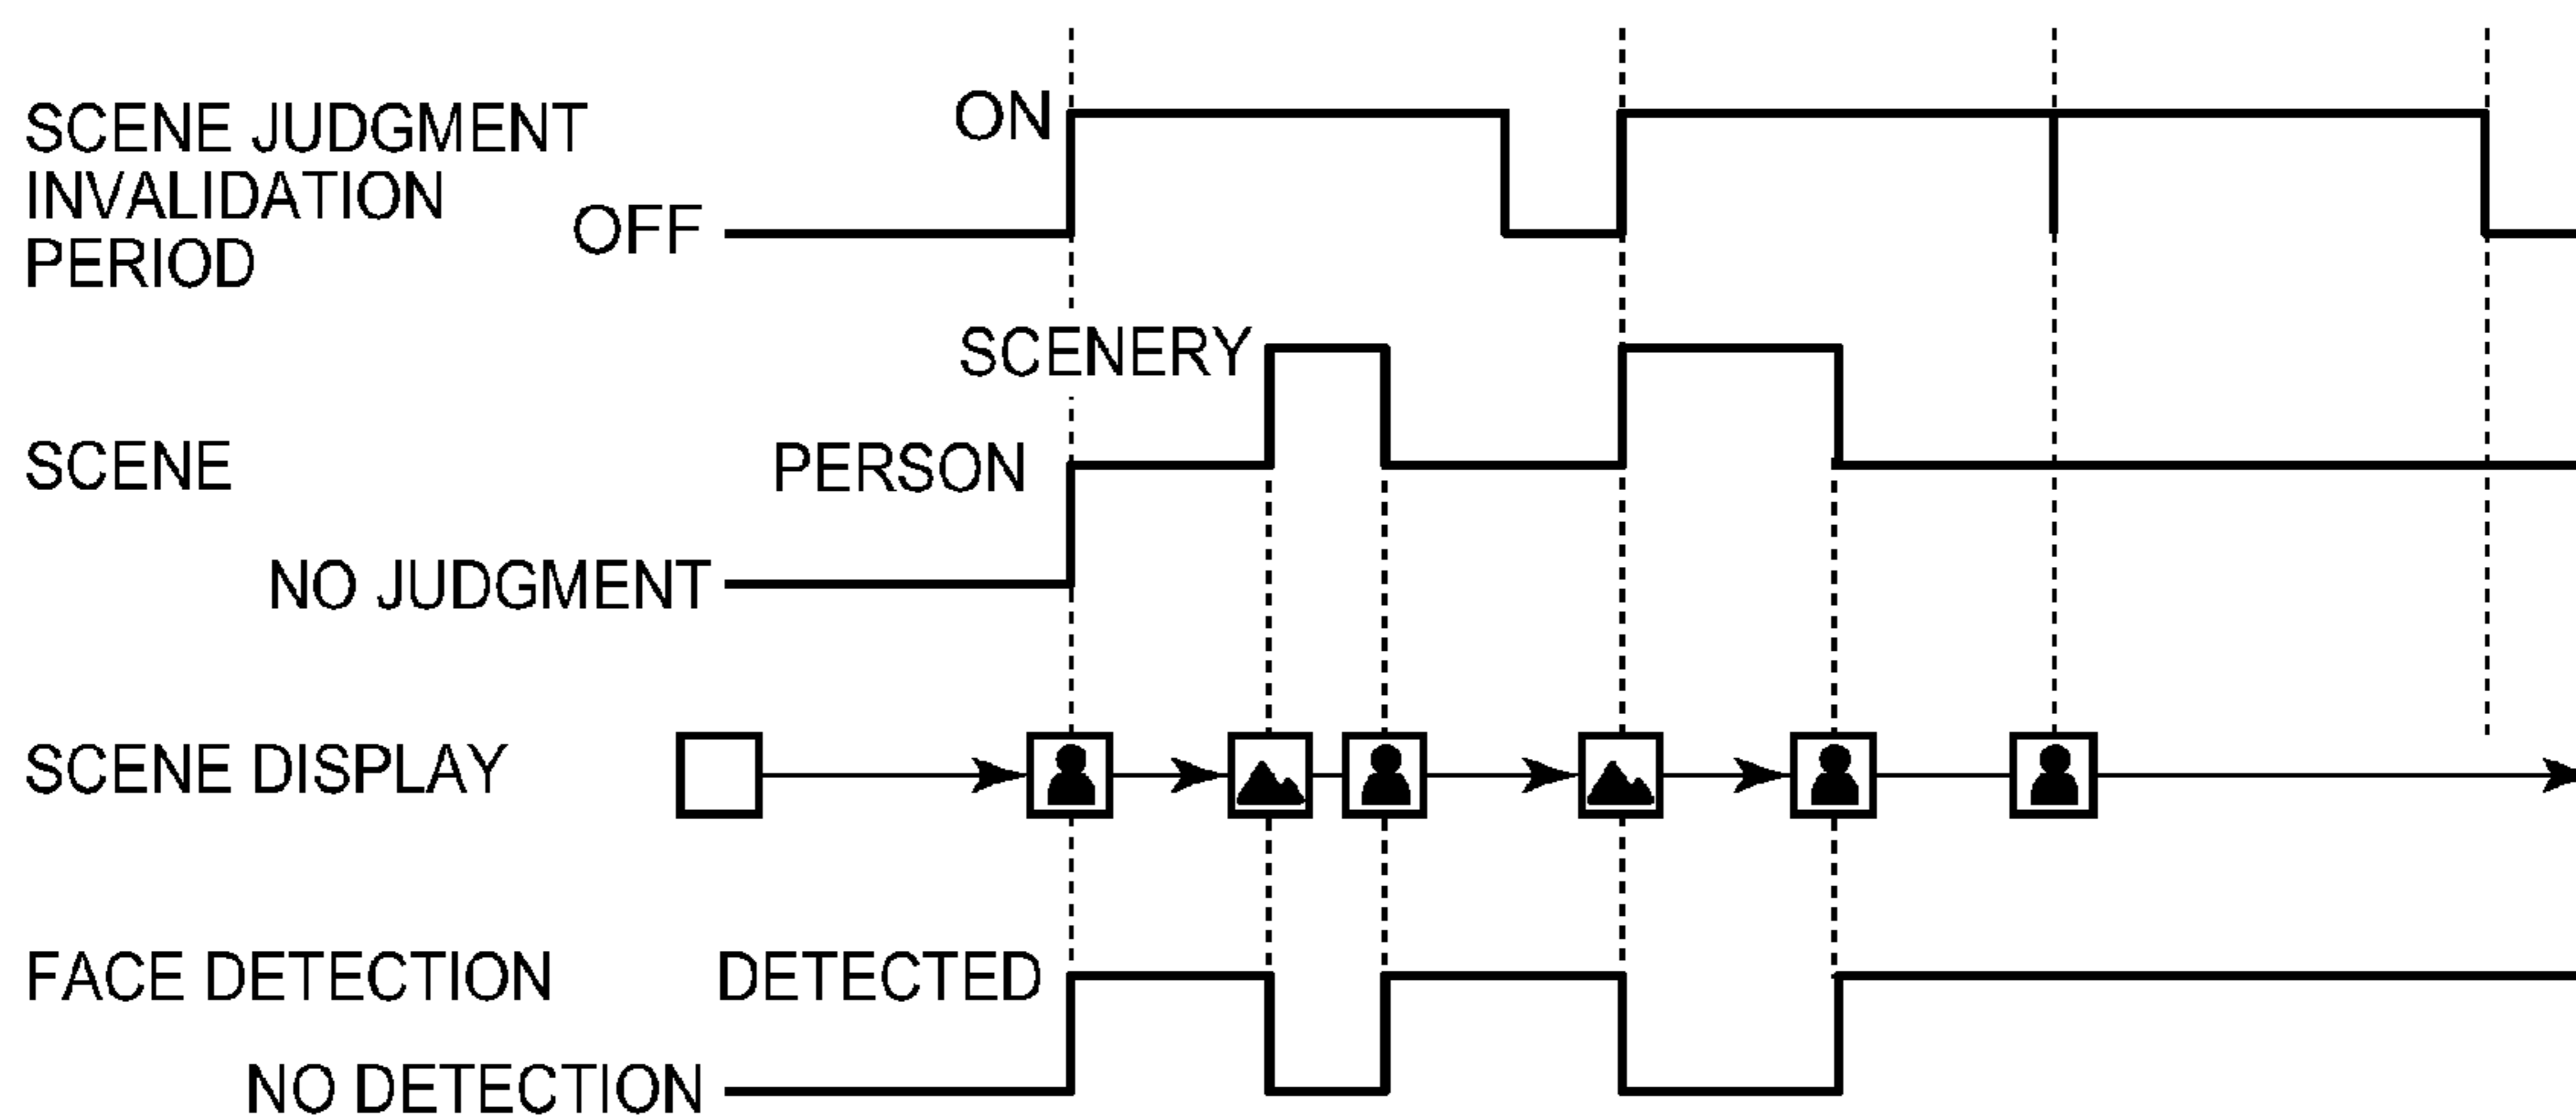 ON
SCENE JUDGMENT
INVALIDATION
PERIOD
OFF
SCENERY
SCENE
PERSON
NO JUDGMENT
SCENE DISPLAY
FACE DETECTION
DETECTED
NO DETECTION